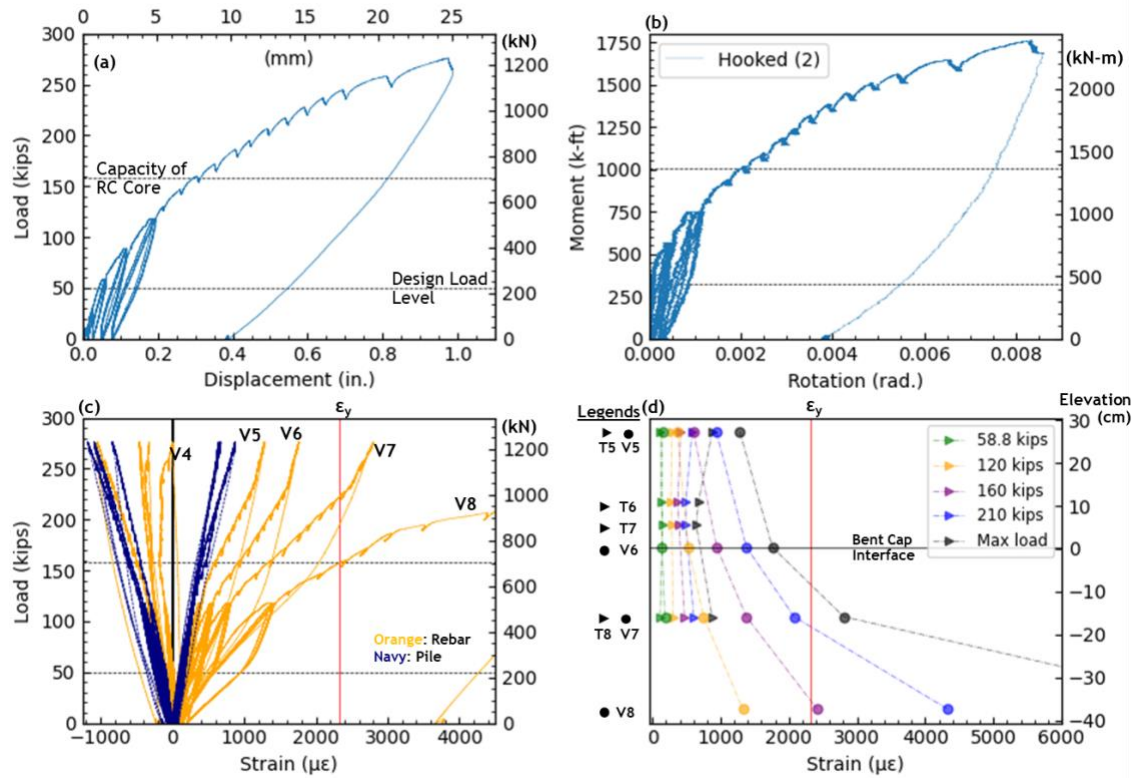 0 5 10 15 20 25
(mm)
(kN)
(a)
300
250
200
150
100
50
0
Load (kips)
Capacity of
RC Core
Design Load
Level
1200
1000
800
600
400
200
0
0.0 0.2 0.4 0.6 0.8 1.0
Displacement (in.)
(b)
Hooked (2)
(kN-m)
1750
1500
1250
1000
750
500
250
0
Moment (k-ft)
2000
1500
1000
500
0
0.000 0.002 0.004 0.006 0.008
Rotation (rad.)
(c)
εy
(kN)
300
250
200
150
100
50
0
Load (kips)
V4
V5
V6
V7
V8
Orange: Rebar
Navy: Pile
1200
1000
800
600
400
200
0
−1000 0 1000 2000 3000 4000
Strain (με)
Legends
T5 V5
T6
T7
V6
T8 V7
V8
(d)
εy
Elevation
(cm)
58.8 kips
120 kips
160 kips
210 kips
Max load
Bent Cap
Interface
30
20
10
0
−10
−20
−30
−40
0 1000 2000 3000 4000 5000 6000
Strain (με)